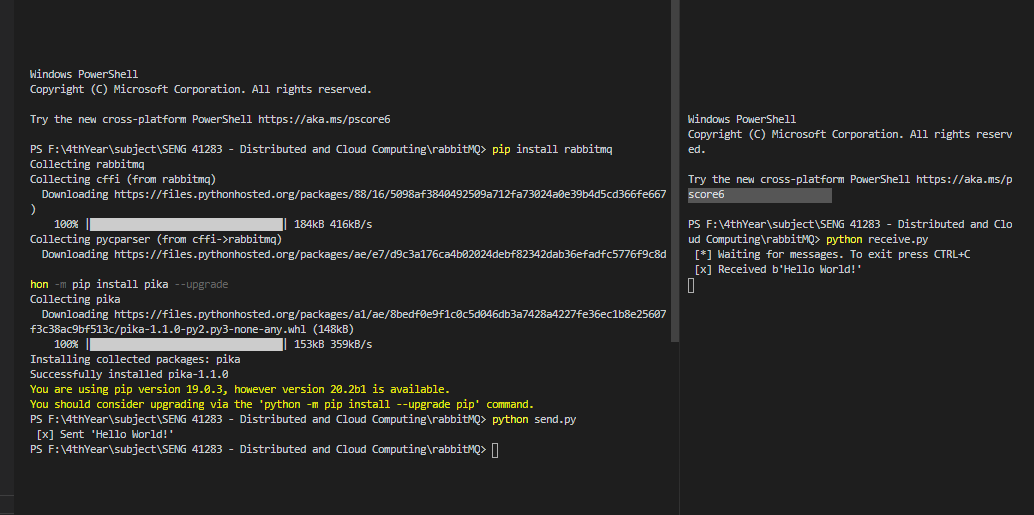 Windows PowerShell
Copyright (C) Microsoft Corporation. All rights reserved.
Try the new cross-platform PowerShell https://aka.ms/pscore6
PS F:\4thYear\subject\SENG 41283 - Distributed and Cloud Computing\rabbitMQ> pip install rabbitmq
Collecting rabbitmq
Collecting cffi (from rabbitmq)
Downloading https://files.pythonhosted.org/packages/88/16/5098af3840492509a712fa73024a0e39b4d5cd366fe667
)
100% |████████████████████████████████| 184kB 416kB/s
Collecting pycparser (from cffi->rabbitmq)
Downloading https://files.pythonhosted.org/packages/ae/e7/d9c3a176ca4b02024debf82342dab36efadfc5776f9c8d
hon -m pip install pika --upgrade
Collecting pika
Downloading https://files.pythonhosted.org/packages/a1/ae/8bedf0e9f1c0c5d046db3a7428a4227fe36ec1b8e25607
f3c38ac9bf513c/pika-1.1.0-py2.py3-none-any.whl (148kB)
100% |████████████████████████████████| 153kB 359kB/s
Installing collected packages: pika
Successfully installed pika-1.1.0
You are using pip version 19.0.3, however version 20.2b1 is available.
You should consider upgrading via the 'python -m pip install --upgrade pip' command.
PS F:\4thYear\subject\SENG 41283 - Distributed and Cloud Computing\rabbitMQ> python send.py
[x] Sent 'Hello World!'
PS F:\4thYear\subject\SENG 41283 - Distributed and Cloud Computing\rabbitMQ>
Windows PowerShell
Copyright (C) Microsoft Corporation. All rights reserv
ed.
Try the new cross-platform PowerShell https://aka.ms/p
score6
PS F:\4thYear\subject\SENG 41283 - Distributed and Clo
ud Computing\rabbitMQ> python receive.py
[*] Waiting for messages. To exit press CTRL+C
[x] Received b'Hello World!'